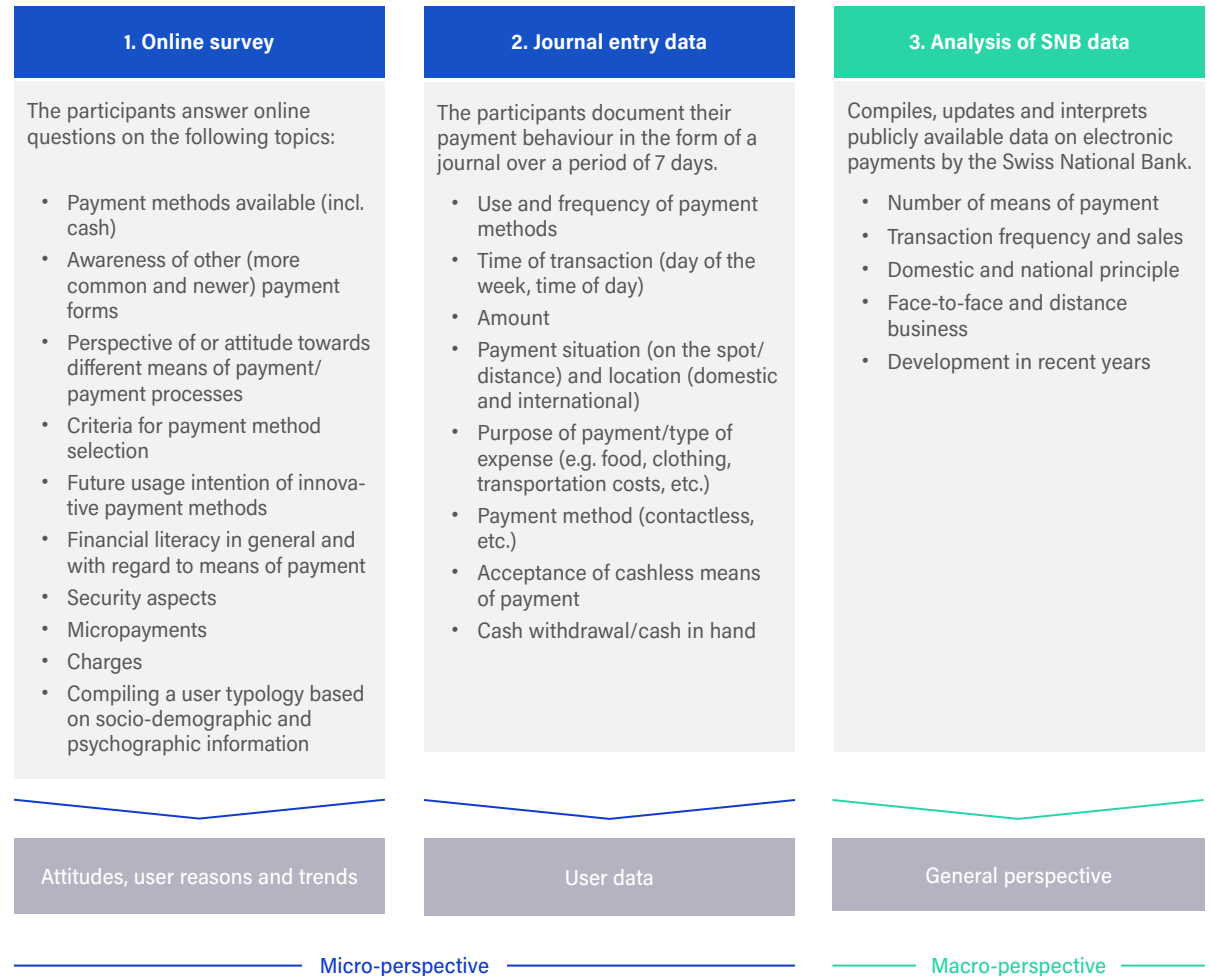 1. Online survey
The participants answer online
questions on the following topics:
• Payment methods available (incl.
cash)
• Awareness of other (more
common and newer) payment
forms
• Perspective of or attitude towards
different means of payment/
payment processes
• Criteria for payment method
selection
• Future usage intention of innova-
tive payment methods
• Financial literacy in general and
with regard to means of payment
• Security aspects
• Micropayments
• Charges
• Compiling a user typology based
on socio-demographic and
psychographic information
Attitudes, user reasons and trends
2. Journal entry data
The participants document their
payment behaviour in the form of a
journal over a period of 7 days.
• Use and frequency of payment
methods
• Time of transaction (day of the
week, time of day)
• Amount
• Payment situation (on the spot/
distance) and location (domestic
and international)
• Purpose of payment/type of
expense (e.g. food, clothing,
transportation costs, etc.)
• Payment method (contactless,
etc.)
• Acceptance of cashless means
of payment
• Cash withdrawal/cash in hand
User data
3. Analysis of SNB data
Compiles, updates and interprets
publicly available data on electronic
payments by the Swiss National Bank.
• Number of means of payment
• Transaction frequency and sales
• Domestic and national principle
• Face-to-face and distance
business
• Development in recent years
General perspective
Micro-perspective
Macro-perspective